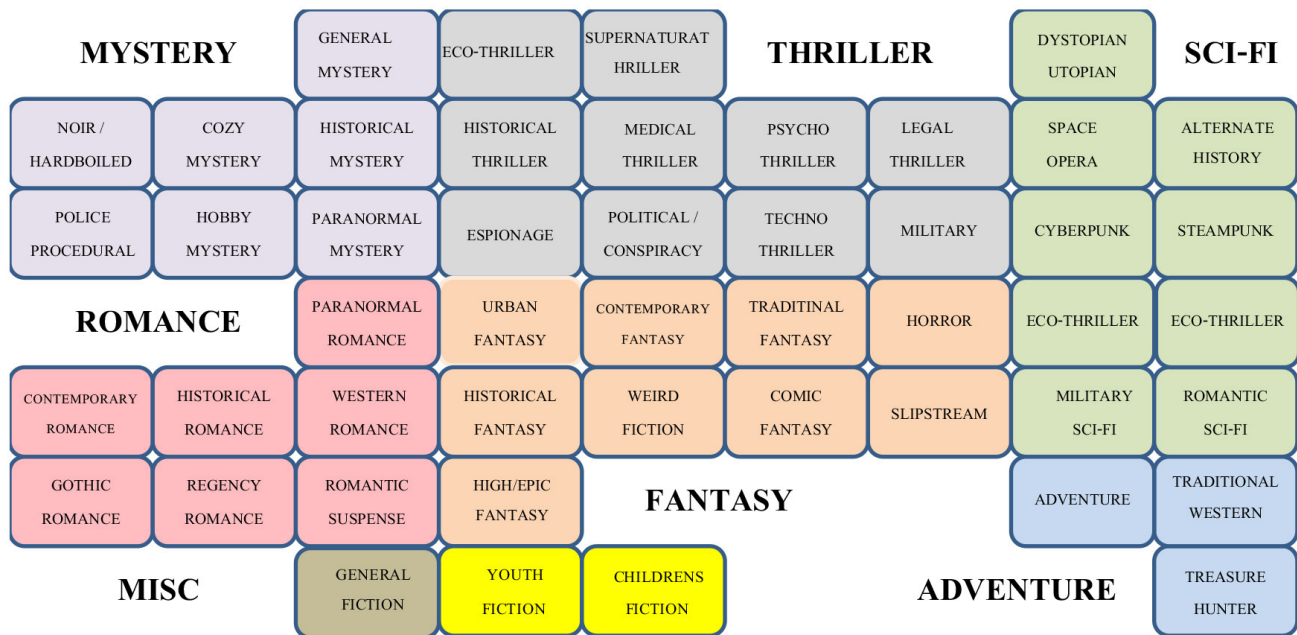 MYSTERY
GENERAL
MYSTERY
ECO-THRILLER
SUPERNATURAT
HRILLER
THRILLER
DYSTOPIAN
UTOPIAN
SCI-FI
NOIR /
HARDBOILED
COZY
MYSTERY
HISTORICAL
MYSTERY
HISTORICAL
THRILLER
MEDICAL
THRILLER
PSYCHO
THRILLER
LEGAL
THRILLER
SPACE
OPERA
ALTERNATE
HISTORY
POLICE
PROCEDURAL
HOBBY
MYSTERY
PARANORMAL
MYSTERY
ESPIONAGE
POLITICAL /
CONSPIRACY
TECHNO
THRILLER
MILITARY
CYBERPUNK
STEAMPUNK
ROMANCE
PARANORMAL
ROMANCE
URBAN
FANTASY
CONTEMPORARY
FANTASY
TRADITINAL
FANTASY
HORROR
ECO-THRILLER
ECO-THRILLER
CONTEMPORARY
ROMANCE
HISTORICAL
ROMANCE
WESTERN
ROMANCE
HISTORICAL
FANTASY
WEIRD
FICTION
COMIC
FANTASY
SLIPSTREAM
MILITARY
SCI-FI
ROMANTIC
SCI-FI
GOTHIC
ROMANCE
REGENCY
ROMANCE
ROMANTIC
SUSPENSE
HIGH/EPIC
FANTASY
FANTASY
ADVENTURE
TRADITIONAL
WESTERN
MISC
GENERAL
FICTION
YOUTH
FICTION
CHILDRENS
FICTION
ADVENTURE
TREASURE
HUNTER